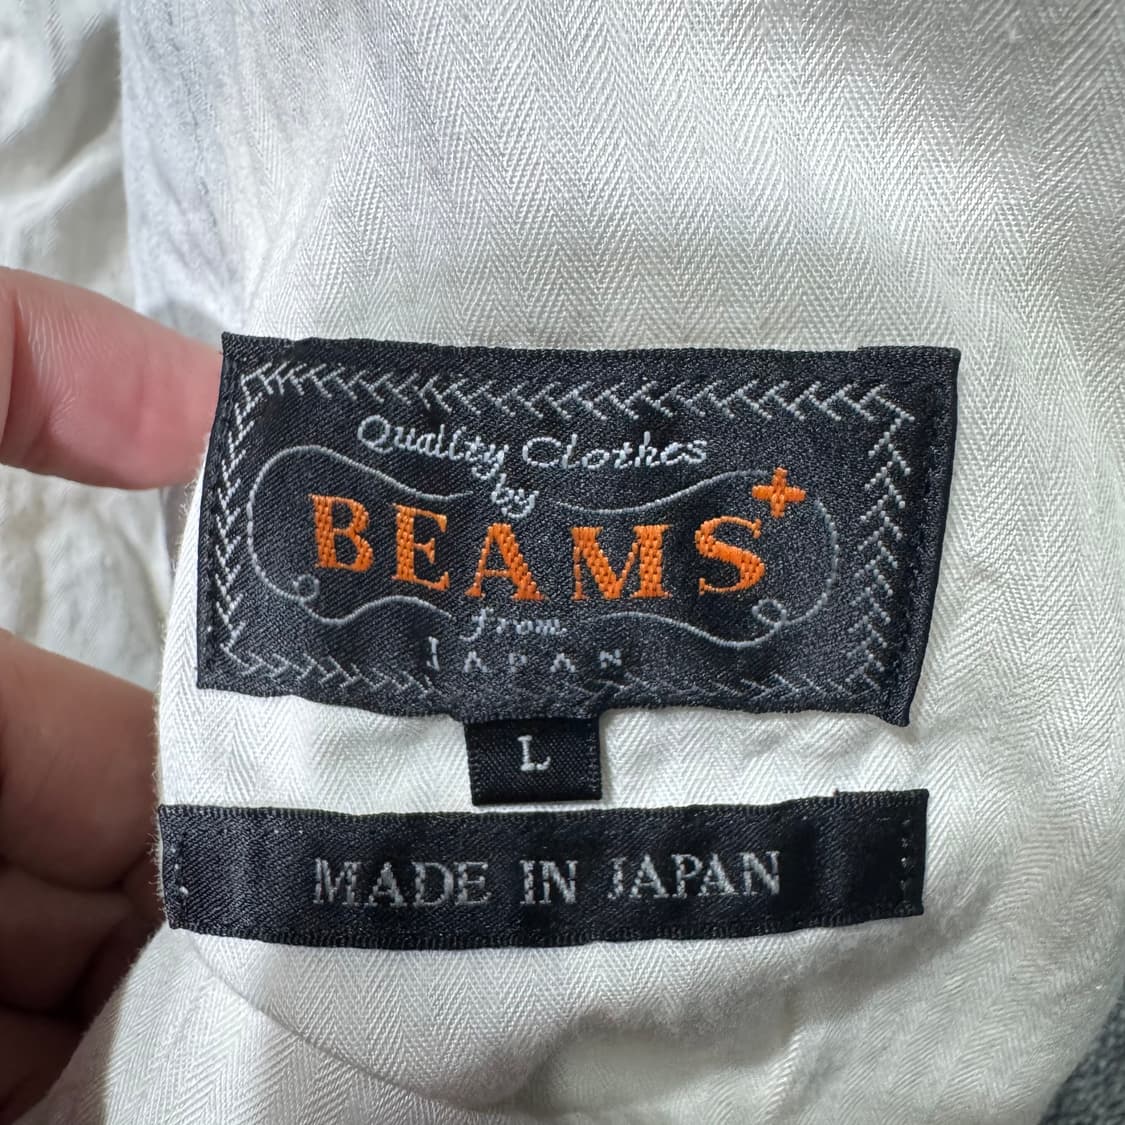 Quality Clothes
by
BEAMS+
from
JAPAN
L
MADE IN JAPAN